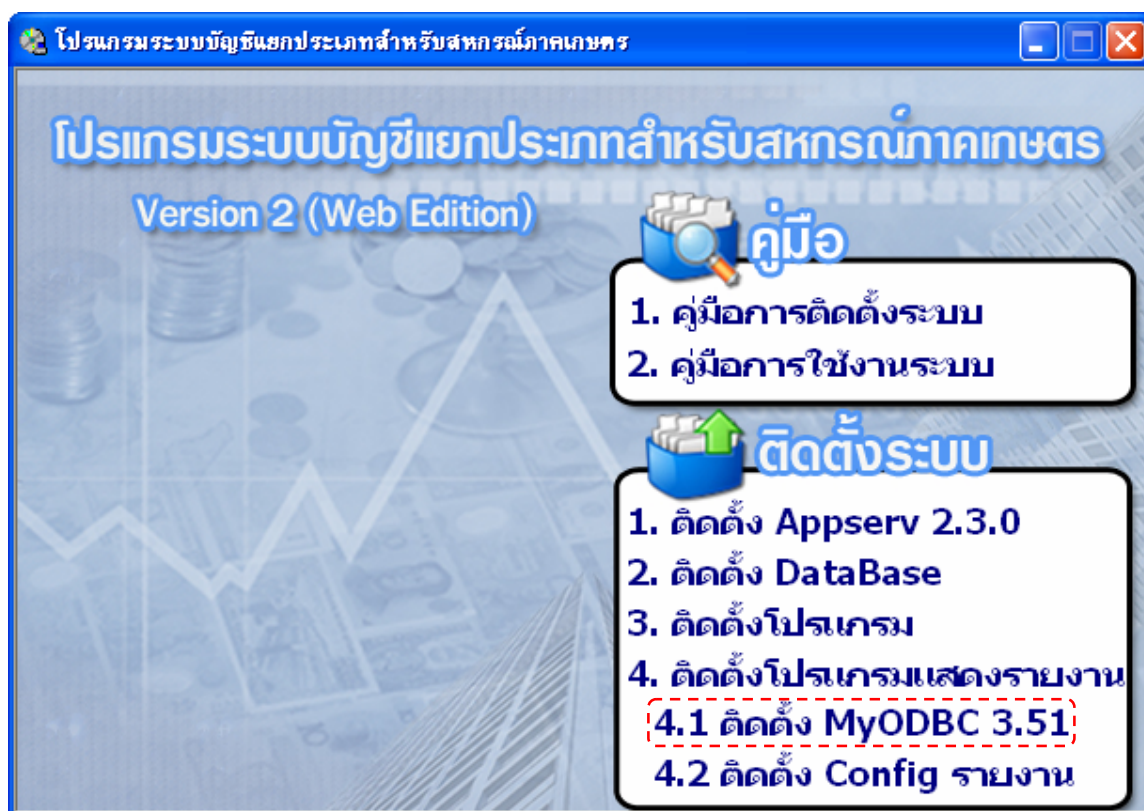 โปรแกรมระบบบัญชีแยกประเภทสำหรับสหกรณ์ภาคเกษตร
โปรแกรมระบบบัญชีแยกประเภทสำหรับสหกรณ์ภาคเกษตร
Version 2 (Web Edition)
คู่มือ
1. คู่มือการติดตั้งระบบ
2. คู่มือการใช้งานระบบ
ติดตั้งระบบ
1. ติดตั้ง Appserv 2.3.0
2. ติดตั้ง DataBase
3. ติดตั้งโปรแกรม
4. ติดตั้งโปรแกรมแสดงรายงาน
4.1 ติดตั้ง MyODBC 3.51
4.2 ติดตั้ง Config รายงาน